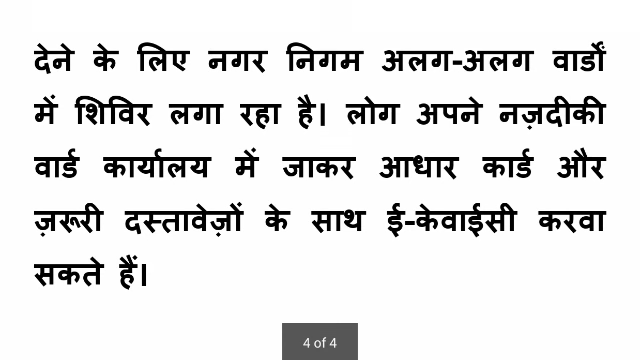 देने के लिए नगर निगम अलग-अलग वार्डों
में शिविर लगा रहा है। लोग अपने नज़दीकी
वार्ड कार्यालय में जाकर आधार कार्ड और
ज़रूरी दस्तावेज़ों के साथ ई-केवाईसी करवा
सकते हैं।
4 of 4